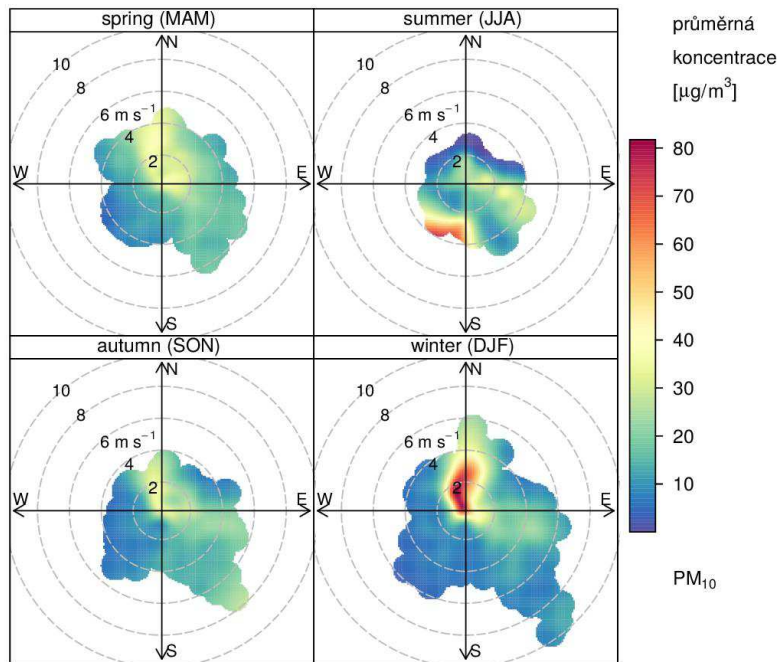 spring (MAM)
summer (JJA)
průměrná
koncentrace
[µg/m³]
N
10
8
6 m s⁻¹
4
2
W
E
S
N
10
8
6 m s⁻¹
4
2
W
E
S
80
70
60
50
40
30
20
10
autumn (SON)
winter (DJF)
N
10
8
6 m s⁻¹
4
2
W
E
S
N
10
8
6 m s⁻¹
4
2
W
E
S
PM₁₀